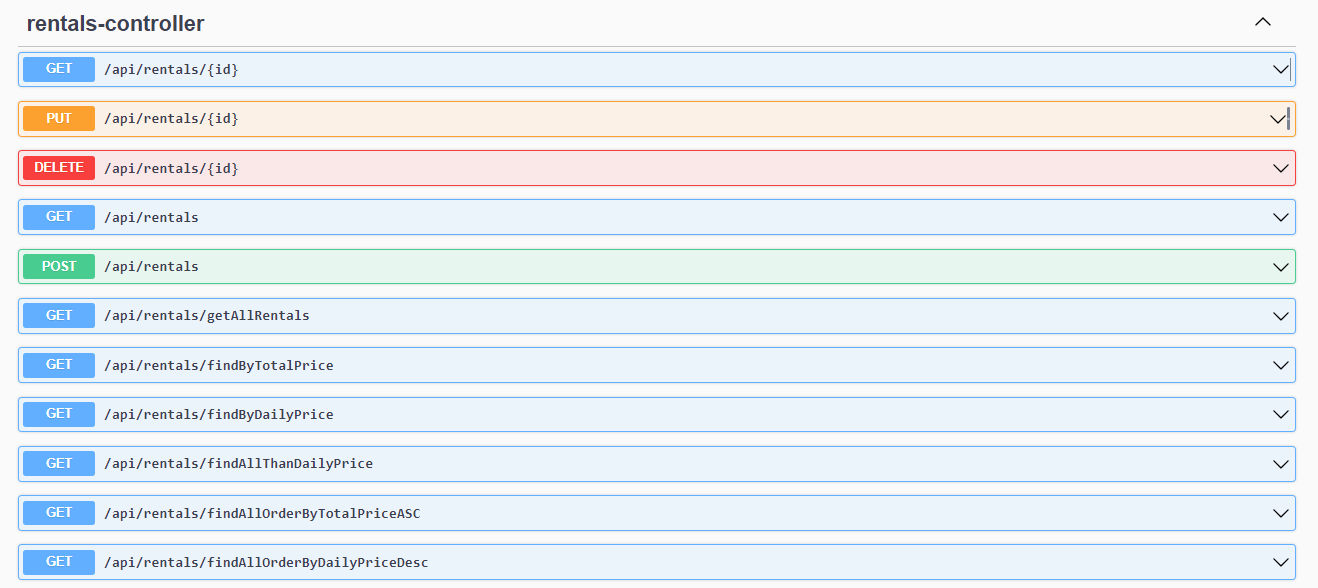 rentals-controller
GET /api/rentals/{id}
PUT /api/rentals/{id}
DELETE /api/rentals/{id}
GET /api/rentals
POST /api/rentals
GET /api/rentals/getAllRentals
GET /api/rentals/findByTotalPrice
GET /api/rentals/findByDailyPrice
GET /api/rentals/findAllThanDailyPrice
GET /api/rentals/findAllOrderByTotalPriceASC
GET /api/rentals/findAllOrderByDailyPriceDesc